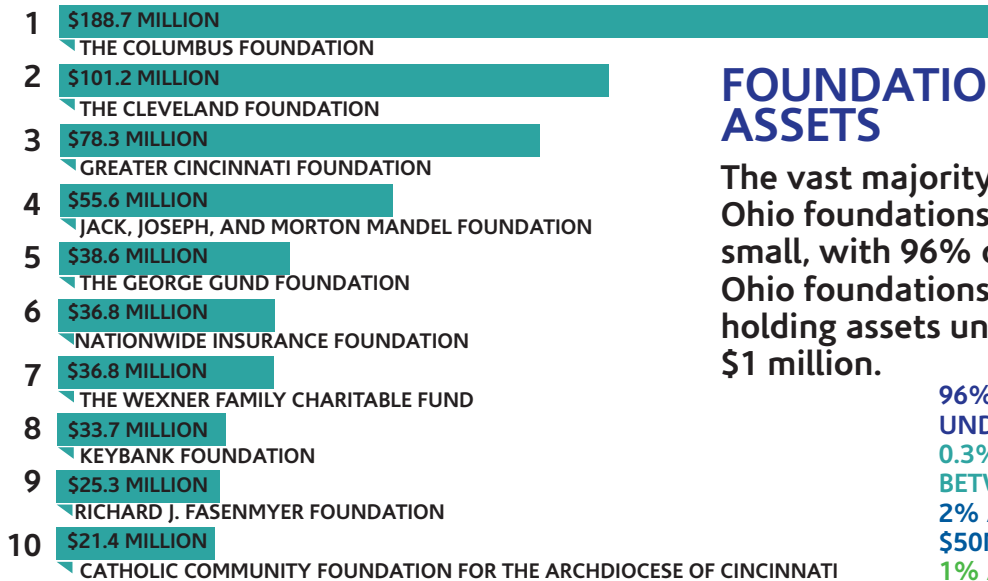 1 $188.7 MILLION
THE COLUMBUS FOUNDATION
2 $101.2 MILLION
THE CLEVELAND FOUNDATION
3 $78.3 MILLION
GREATER CINCINNATI FOUNDATION
4 $55.6 MILLION
JACK, JOSEPH, AND MORTON MANDEL FOUNDATION
5 $38.6 MILLION
THE GEORGE GUND FOUNDATION
6 $36.8 MILLION
NATIONWIDE INSURANCE FOUNDATION
7 $36.8 MILLION
THE WEXNER FAMILY CHARITABLE FUND
8 $33.7 MILLION
KEYBANK FOUNDATION
9 $25.3 MILLION
RICHARD J. FASENMYER FOUNDATION
10 $21.4 MILLION
CATHOLIC COMMUNITY FOUNDATION FOR THE ARCHDIOCESE OF CINCINNATI
FOUNDATIO
ASSETS
The vast majority
Ohio foundations
small, with 96%
Ohio foundations
holding assets un
$1 million.
96%
UND
0.3%
BETW
2%
$50
1%